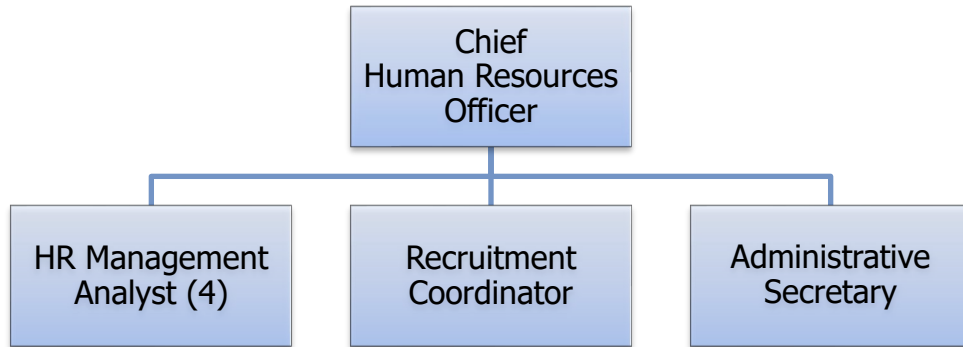 Chief
Human Resources
Officer
HR Management
Analyst (4)
Recruitment
Coordinator
Administrative
Secretary